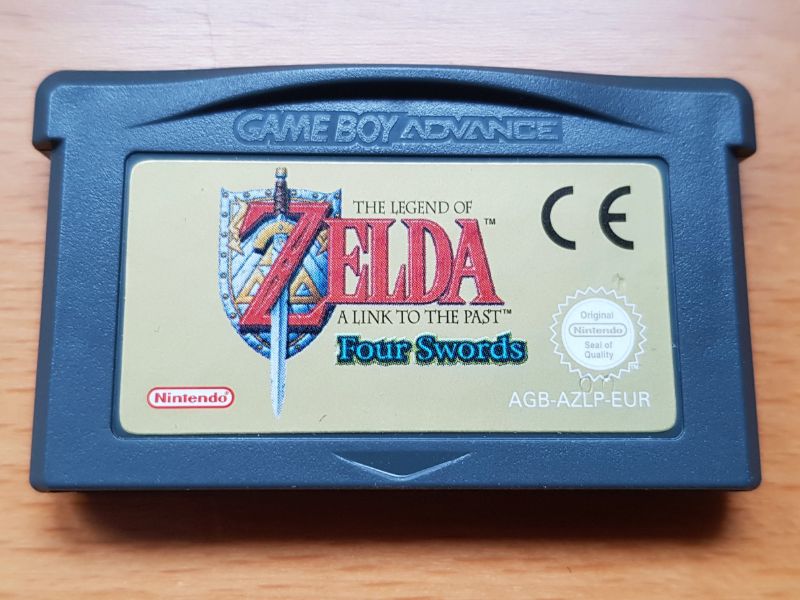 GAME BOY ADVANCE
THE LEGEND OF
ZELDA™
A LINK TO THE PAST™
Four Swords
CE
Original
Nintendo
Seal of
Quality
TM
Nintendo
AGB-AZLP-EUR